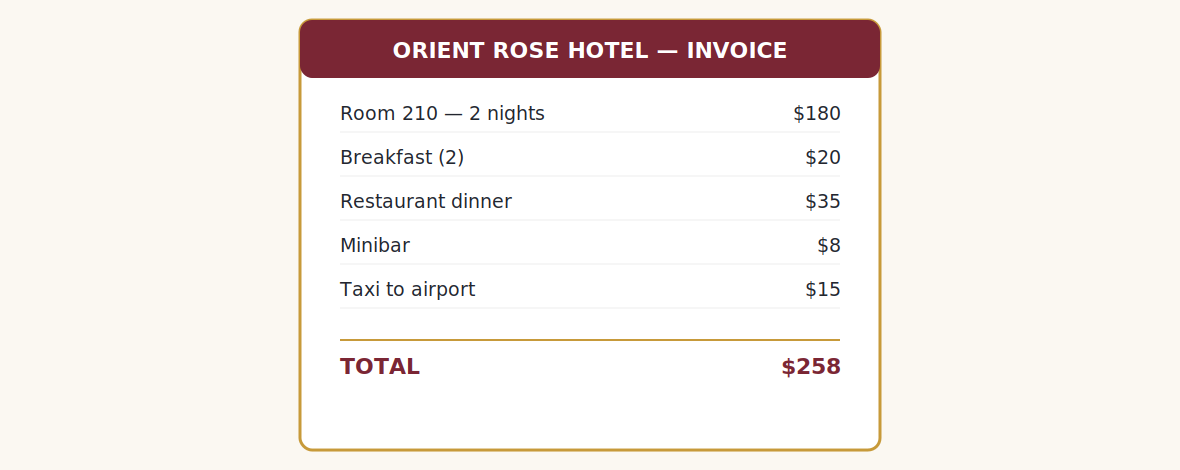 ORIENT ROSE HOTEL — INVOICE
Room 210 — 2 nights $180
Breakfast (2) $20
Restaurant dinner $35
Minibar $8
Taxi to airport $15
TOTAL $258